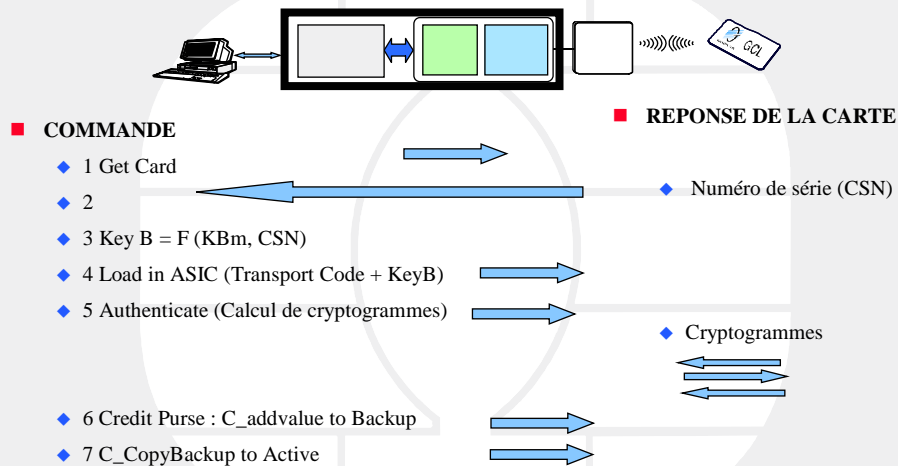 GCL
COMMANDE
REPONSE DE LA CARTE
1 Get Card
Numéro de série (CSN)
2
3 Key B = F (KBm, CSN)
4 Load in ASIC (Transport Code + KeyB)
5 Authenticate (Calcul de cryptogrammes)
Cryptogrammes
6 Credit Purse : C_addvalue to Backup
7 C_CopyBackup to Active